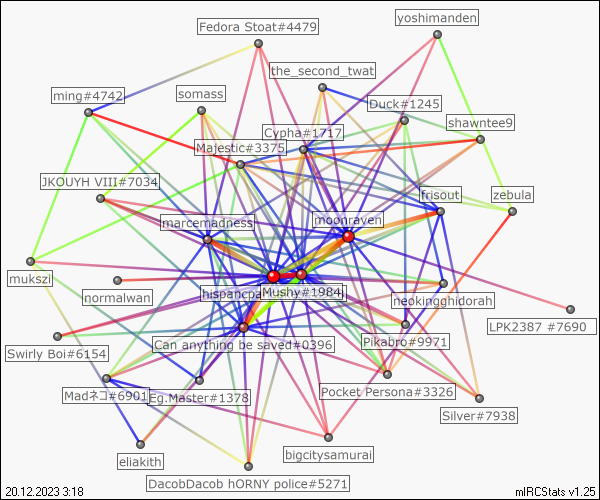 yoshimanden
Fedora Stoat#4479
the_second_twat
ming#4742
somass
Duck#1245
shawntee9
Cypha#1717
Majestic#3375
JKOUYH VIII#7034
frisout
zebula
marcemadness
moonraven
mukszi
hispancpa
Mushy#1984
neokingghidorah
normalwan
LPK2387 #7690
Swirly Boi#6154
Can anything be saved#0396
Pikabro#9971
Madネコ#6901
Eg.Master#1378
Pocket Persona#3326
Silver#7938
eliakith
bigcitysamurai
DacobDacob hORNY police#5271
20.12.2023 3:18
mIRCStats v1.25